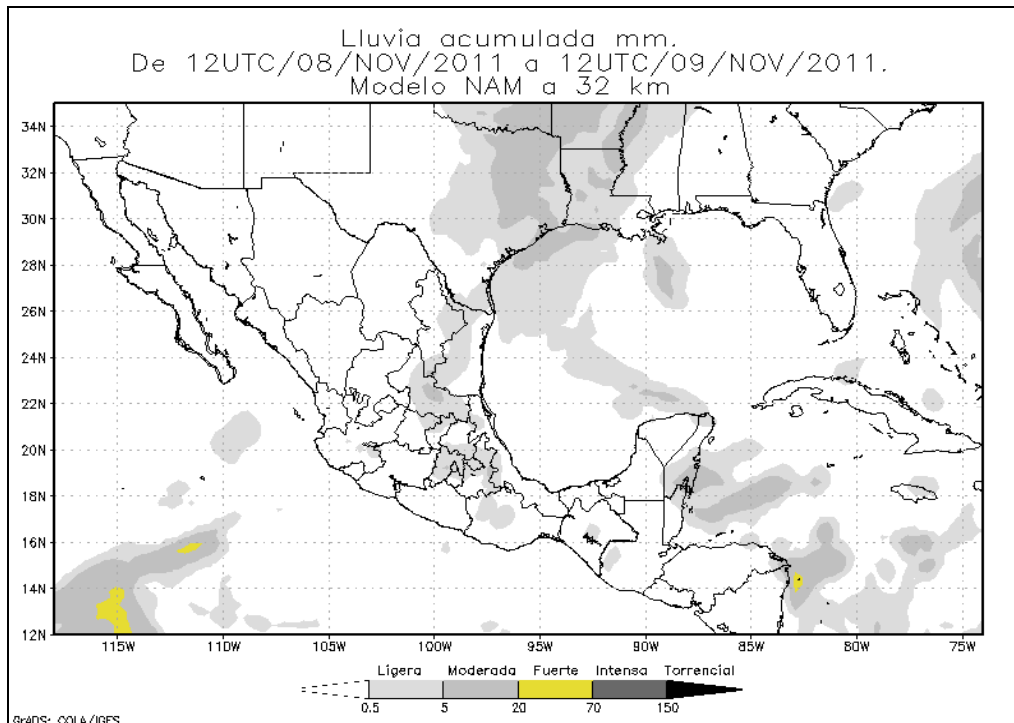 Lluvia acumulada mm.
De 12UTC/08/NOV/2011 a 12UTC/09/NOV/2011.
Modelo NAM a 32 km
34N
32N
30N
28N
26N
24N
22N
20N
18N
16N
14N
12N
115W 110W 105W 100W 95W 90W 85W 80W 75W
Ligera Moderada Fuerte Intensa Torrencial
0.5 5 20 70 150
GrADS: COLA/IGES